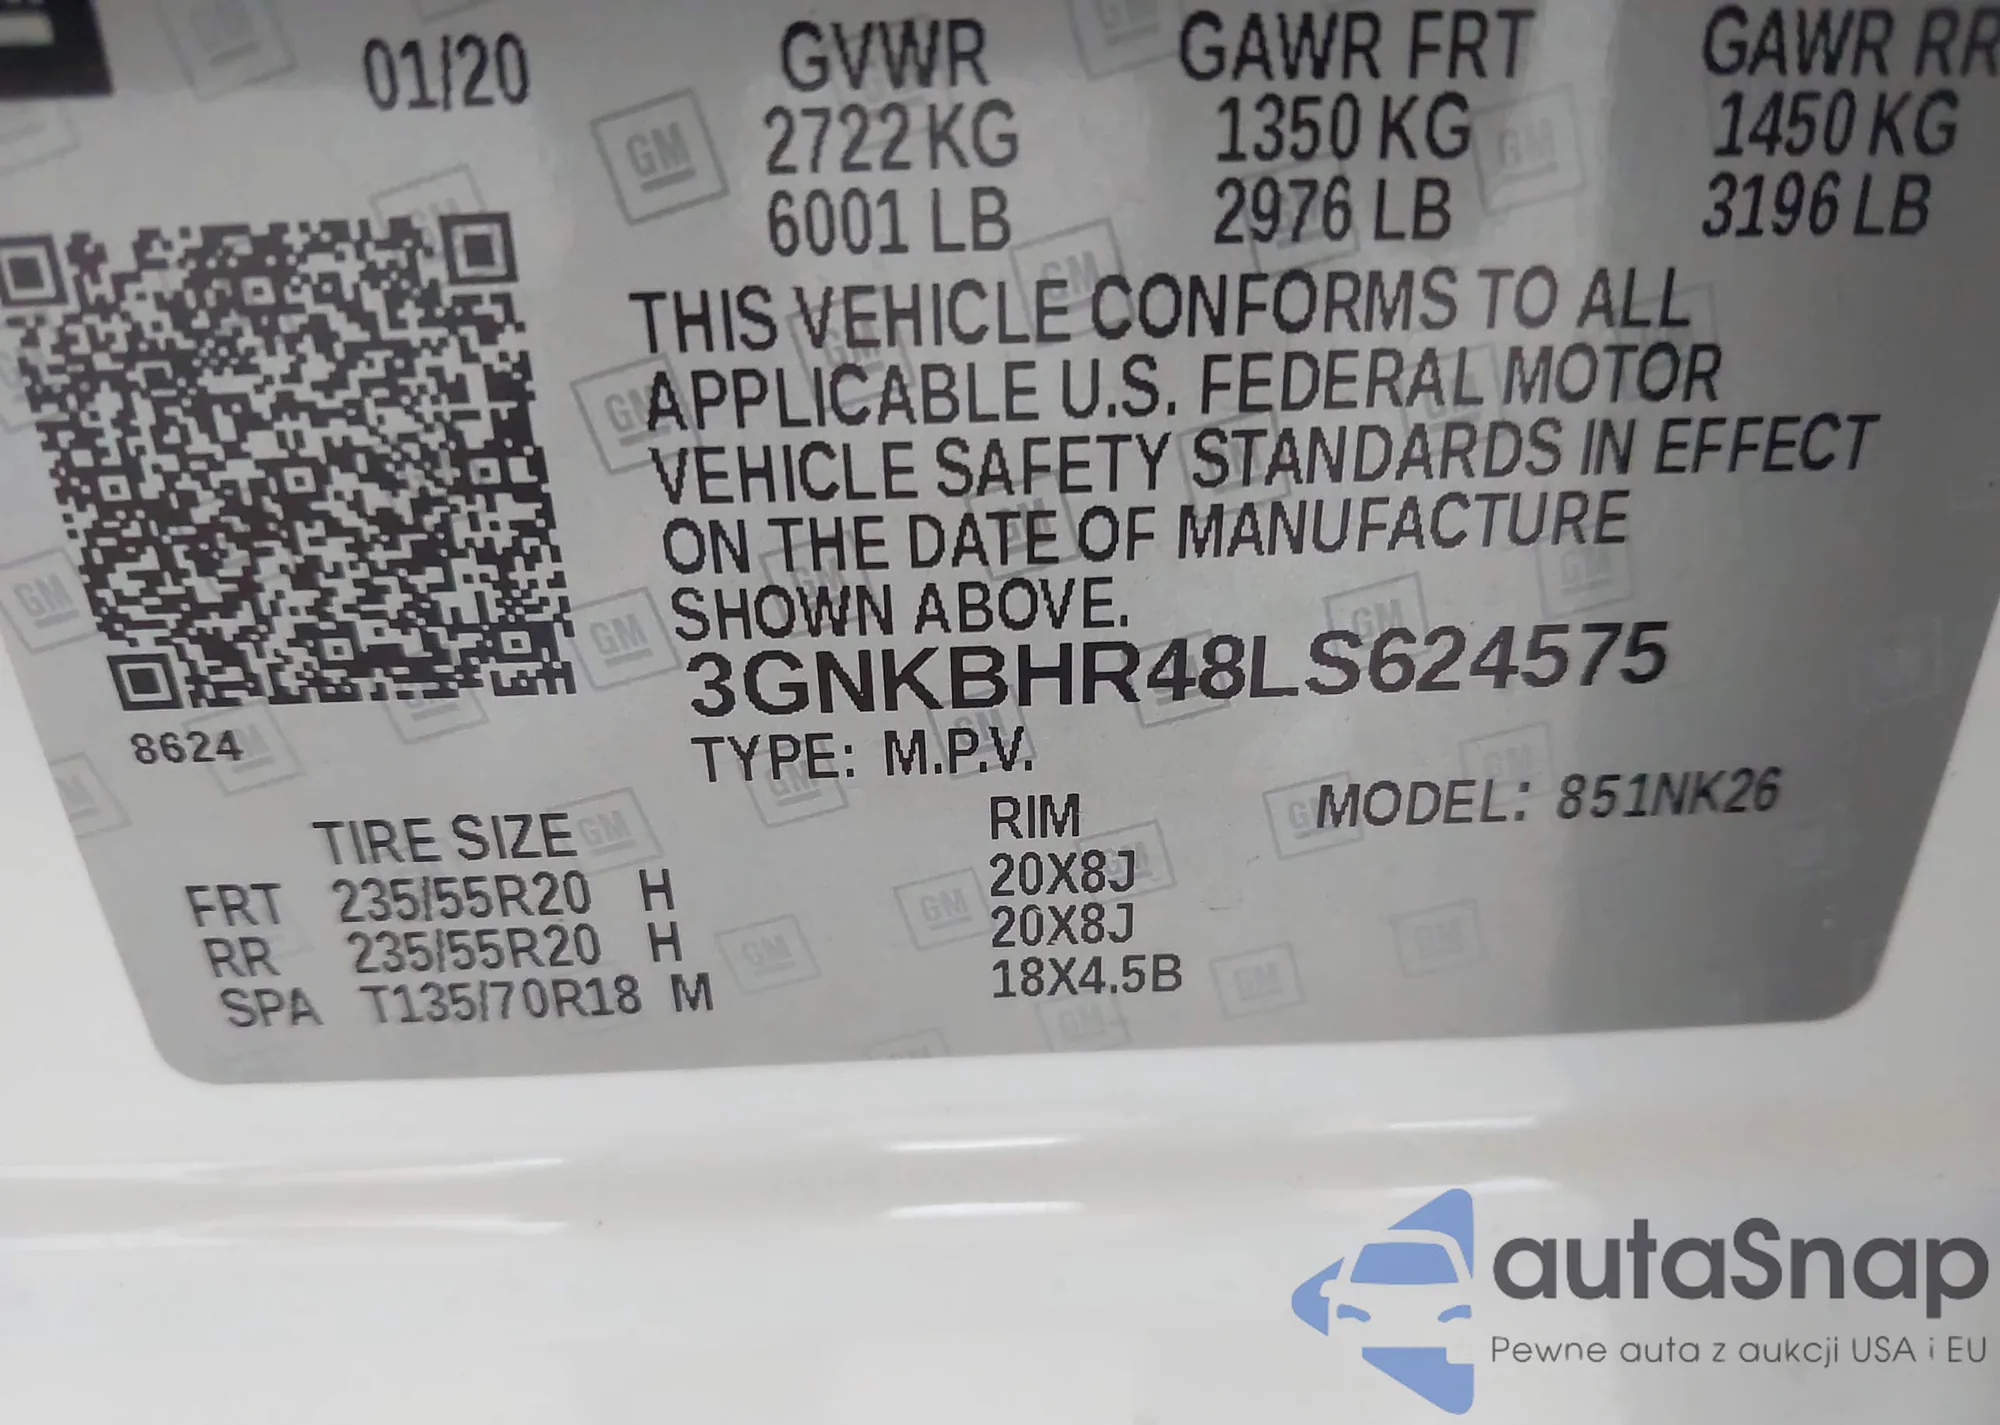 01/20 GVWR GAWR FRT GAWR RR
2722 KG 1350 KG 1450 KG
6001 LB 2976 LB 3196 LB
THIS VEHICLE CONFORMS TO ALL
APPLICABLE U.S. FEDERAL MOTOR
VEHICLE SAFETY STANDARDS IN EFFECT
ON THE DATE OF MANUFACTURE
SHOWN ABOVE.
3GNKBHR48LS624575
8624
TYPE: M.P.V.
MODEL: 851NK26
TIRE SIZE RIM
FRT 235/55R20 H 20X8J
RR 235/55R20 H 20X8J
SPA T135/70R18 M 18X4.5B
autaSnap
Pewne auta z aukcji USA i EU